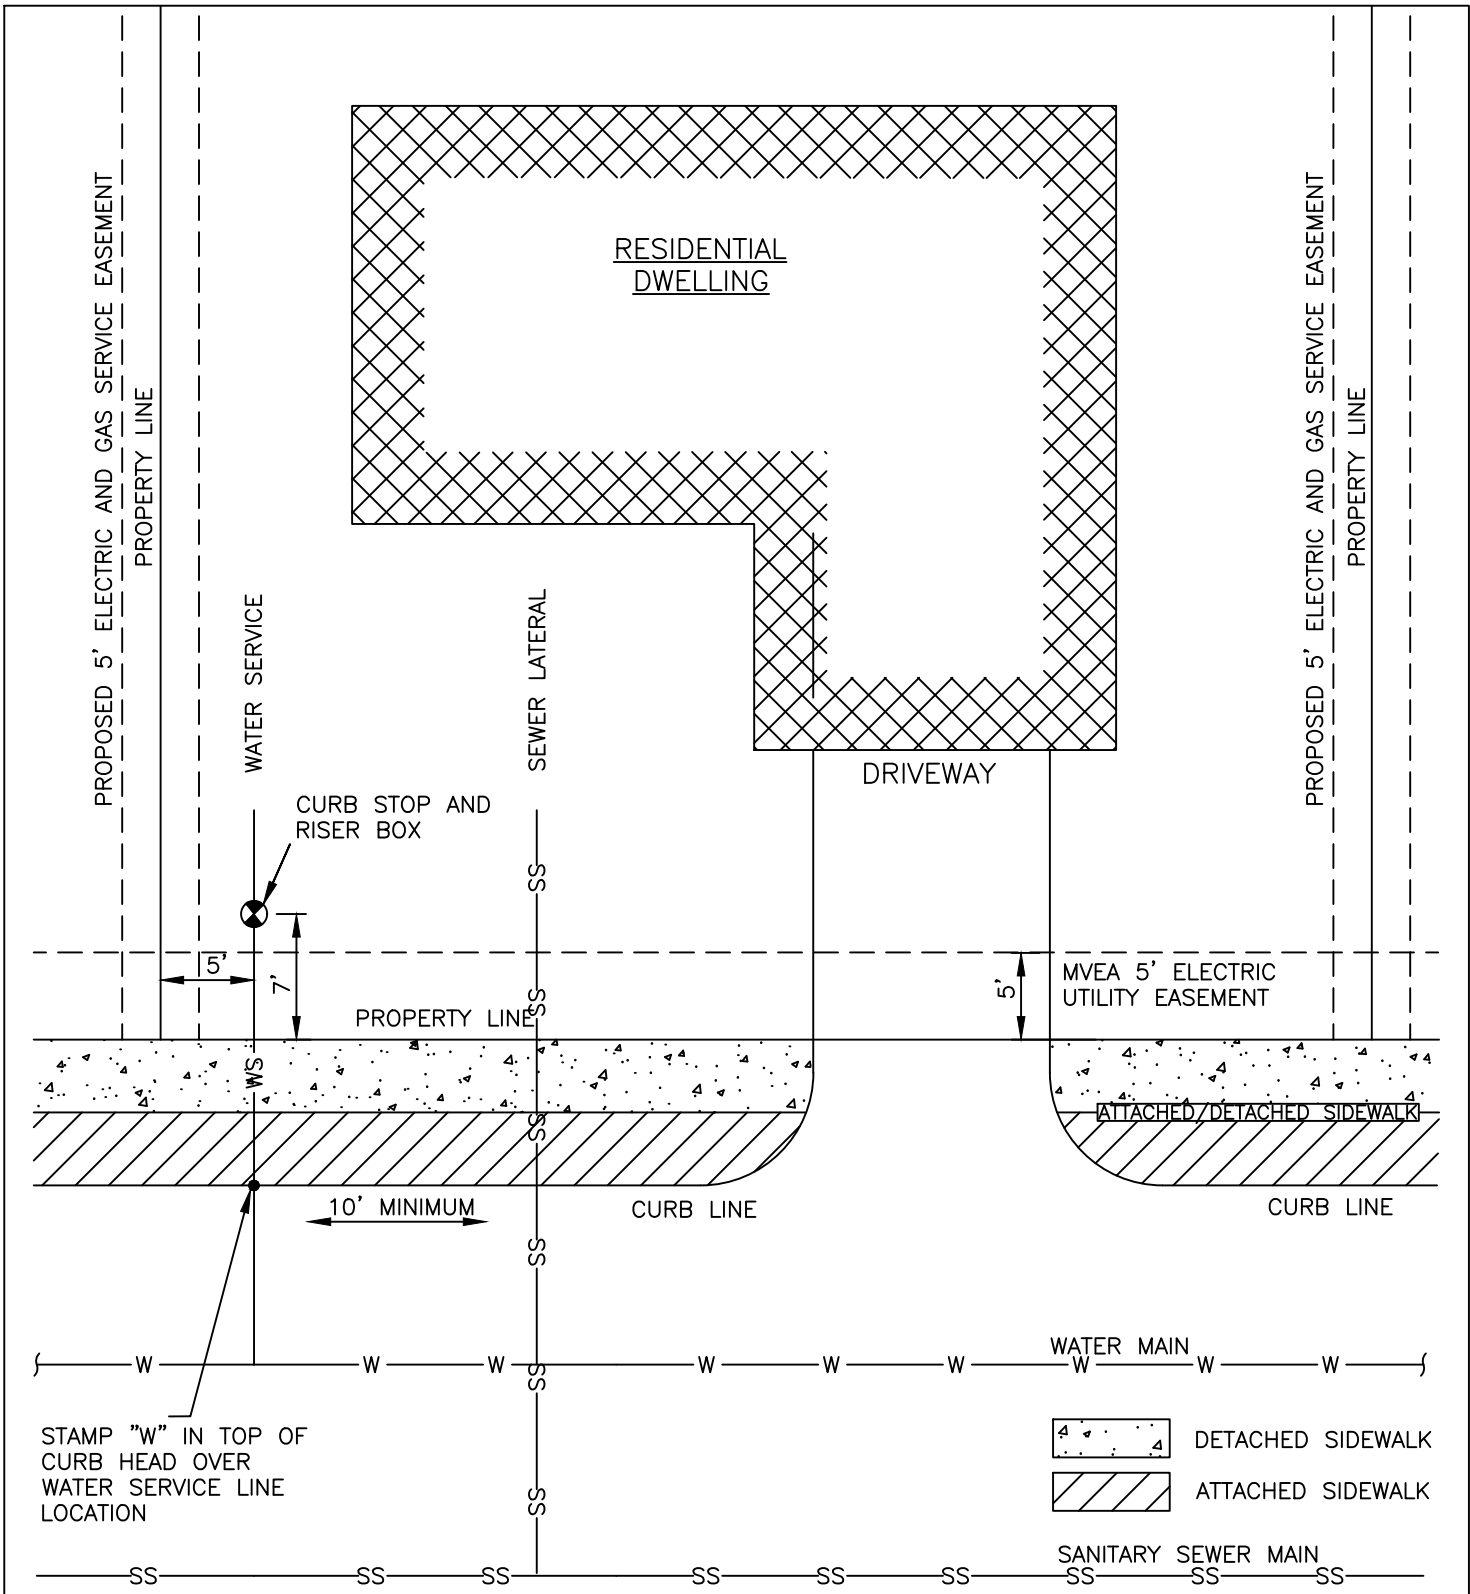 RESIDENTIAL
DWELLING
PROPOSED 5' ELECTRIC AND GAS SERVICE EASEMENT
PROPERTY LINE
PROPOSED 5' ELECTRIC AND GAS SERVICE EASEMENT
PROPERTY LINE
WATER SERVICE
SEWER LATERAL
DRIVEWAY
CURB STOP AND
RISER BOX
SS
5'
7'
SS
5'
MVEA 5' ELECTRIC
UTILITY EASEMENT
PROPERTY LINE
WS
ATTACHED/DETACHED SIDEWALK
SS
10' MINIMUM
CURB LINE
CURB LINE
SS
WATER MAIN
W W W W W W W W W
SS
STAMP "W" IN TOP OF
CURB HEAD OVER
WATER SERVICE LINE
LOCATION
DETACHED SIDEWALK
ATTACHED SIDEWALK
SS
SANITARY SEWER MAIN
SS SS SS SS SS SS SS SS SS